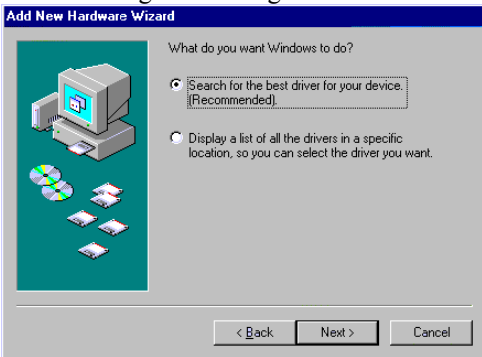 Add New Hardware Wizard
What do you want Windows to do?
Search for the best driver for your device.
(Recommended).
Display a list of all the drivers in a specific
location, so you can select the driver you want.
< Back
Next >
Cancel